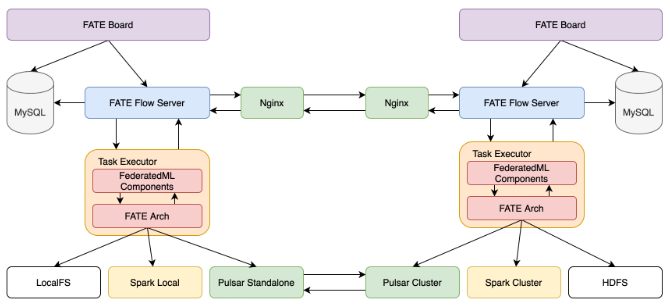 FATE Board
FATE Board
MySQL
FATE Flow Server
Nginx
Nginx
FATE Flow Server
MySQL
Task Executor
FederatedML
Components
FATE Arch
Task Executor
FederatedML
Components
FATE Arch
LocalFS
Spark Local
Pulsar Standalone
Pulsar Cluster
Spark Cluster
HDFS